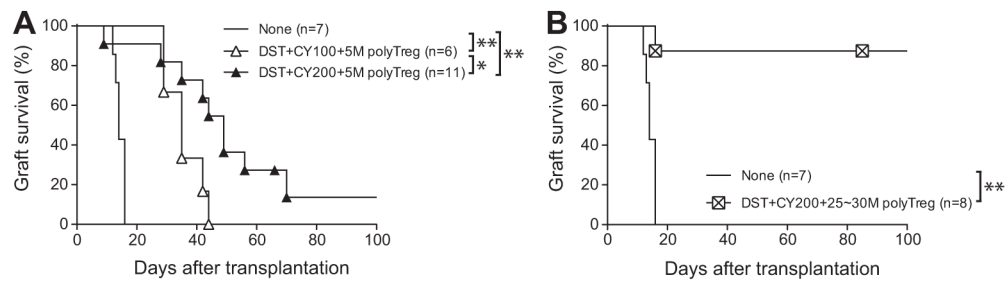 A
100
80
60
40
20
0
Graft survival (%)
0 20 40 60 80 100
Days after transplantation
None (n=7)
DST+CY100+5M polyTreg (n=6)
DST+CY200+5M polyTreg (n=11)
**
*
**
B
100
80
60
40
20
0
Graft survival (%)
0 20 40 60 80 100
Days after transplantation
None (n=7)
DST+CY200+25~30M polyTreg (n=8)
**